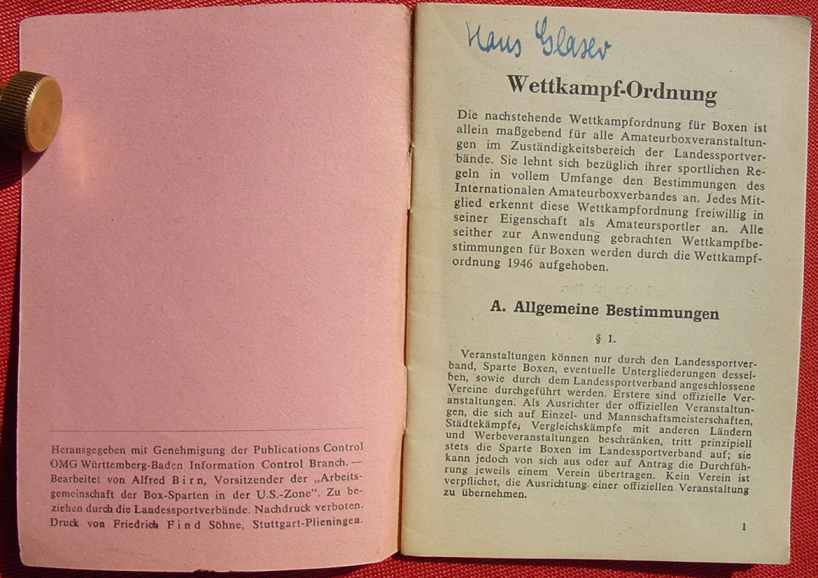 Herausgegeben mit Genehmigung der Publications Control
OMG Württemberg-Baden Information Control Branch. —
Bearbeitet von Alfred Birn, Vorsitzender der „Arbeits-
gemeinschaft der Box-Sparten in der U.S.-Zone". Zu be-
ziehen durch die Landessportverbände. Nachdruck verboten.
Druck von Friedrich Find Söhne, Stuttgart-Plieningen.
Hans Glaser
Wettkampf-Ordnung
Die nachstehende Wettkampfordnung für Boxen ist
allein maßgebend für alle Amateurboxveranstaltun-
gen im Zuständigkeitsbereich der Landessportver-
bände. Sie lehnt sich bezüglich ihrer sportlichen Re-
geln in vollem Umfange den Bestimmungen des
Internationalen Amateurboxverbandes an. Jedes Mit-
glied erkennt diese Wettkampfordnung freiwillig in
seiner Eigenschaft als Amateursportler an. Alle
seither zur Anwendung gebrachten Wettkampfbe-
stimmungen für Boxen werden durch die Wettkampf-
ordnung 1946 aufgehoben.
A. Allgemeine Bestimmungen
§ 1.
Veranstaltungen können nur durch den Landessportver-
band, Sparte Boxen, eventuelle Untergliederungen dessel-
ben, sowie durch dem Landessportverband angeschlossene
Vereine durchgeführt werden. Erstere sind offizielle Ver-
anstaltungen. Als Ausrichter der offiziellen Veranstaltun-
gen, die sich auf Einzel- und Mannschaftsmeisterschaften,
Städtekämpfe, Vergleichskämpfe mit anderen Ländern
und Werbeveranstaltungen beschränken, tritt prinzipiell
stets die Sparte Boxen im Landessportverband auf; sie
kann jedoch von sich aus oder auf Antrag die Durchfüh-
rung jeweils einem Verein übertragen. Kein Verein ist
verpflichet, die Ausrichtung einer offiziellen Veranstaltung
zu übernehmen.
1